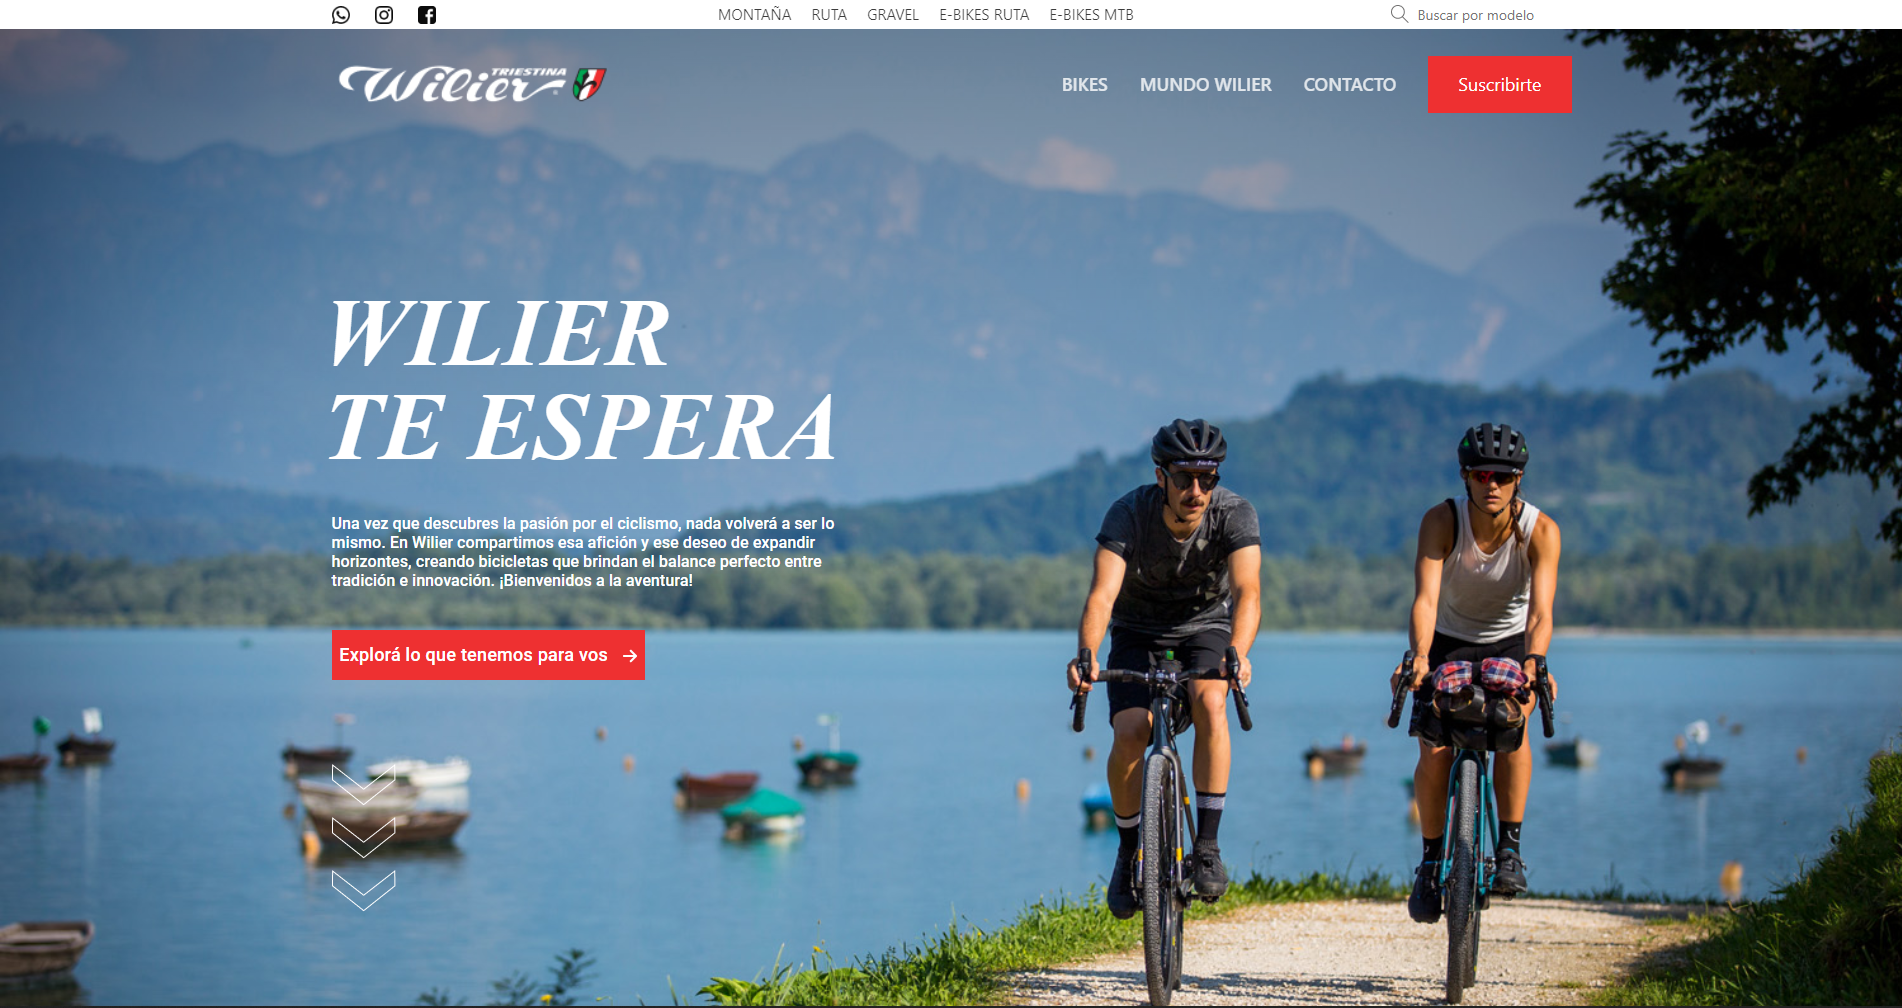 MONTAÑA RUTA GRAVEL E-BIKES RUTA E-BIKES MTB
Buscar por modelo
Wilier TRIESTINA
BIKES MUNDO WILIER CONTACTO Suscribirte
WILIER
TE ESPERA
Una vez que descubres la pasión por el ciclismo, nada volverá a ser lo
mismo. En Wilier compartimos esa afición y ese deseo de expandir
horizontes, creando bicicletas que brindan el balance perfecto entre
tradición e innovación. ¡Bienvenidos a la aventura!
Explorá lo que tenemos para vos